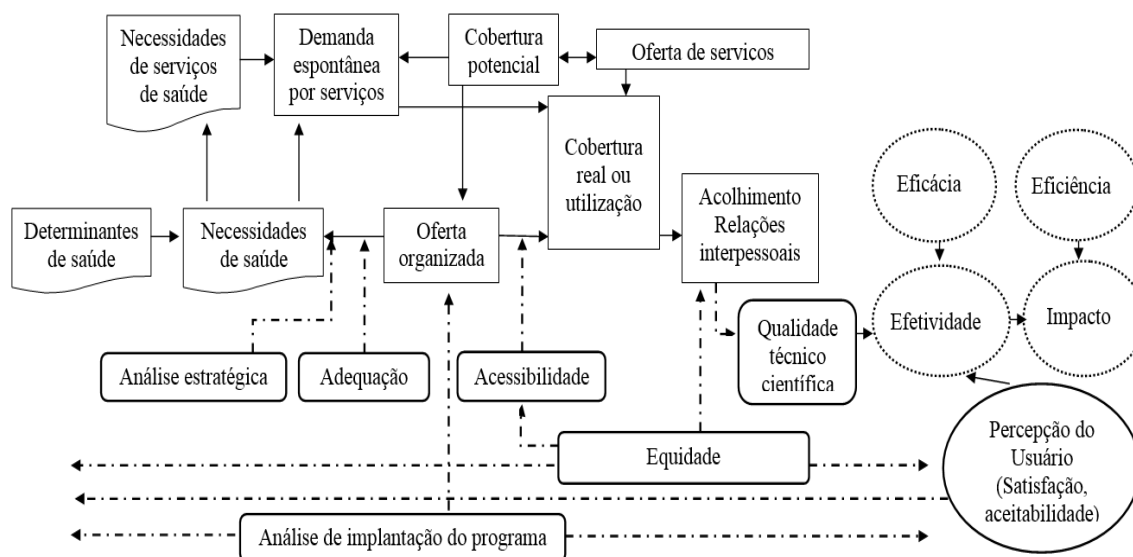 Necessidades
de serviços
de saúde
Demanda
espontânea
por serviços
Cobertura
potencial
Oferta de servicos
Cobertura
real ou
utilização
Eficácia
Eficiência
Determinantes
de saúde
Necessidades
de saúde
Oferta
organizada
Acolhimento
Relações
interpessoais
Efetividade
Impacto
Análise estratégica
Adequação
Acessibilidade
Qualidade
técnico
científica
Equidade
Percepção do
Usuário
(Satisfação,
aceitabilidade)
Análise de implantação do programa